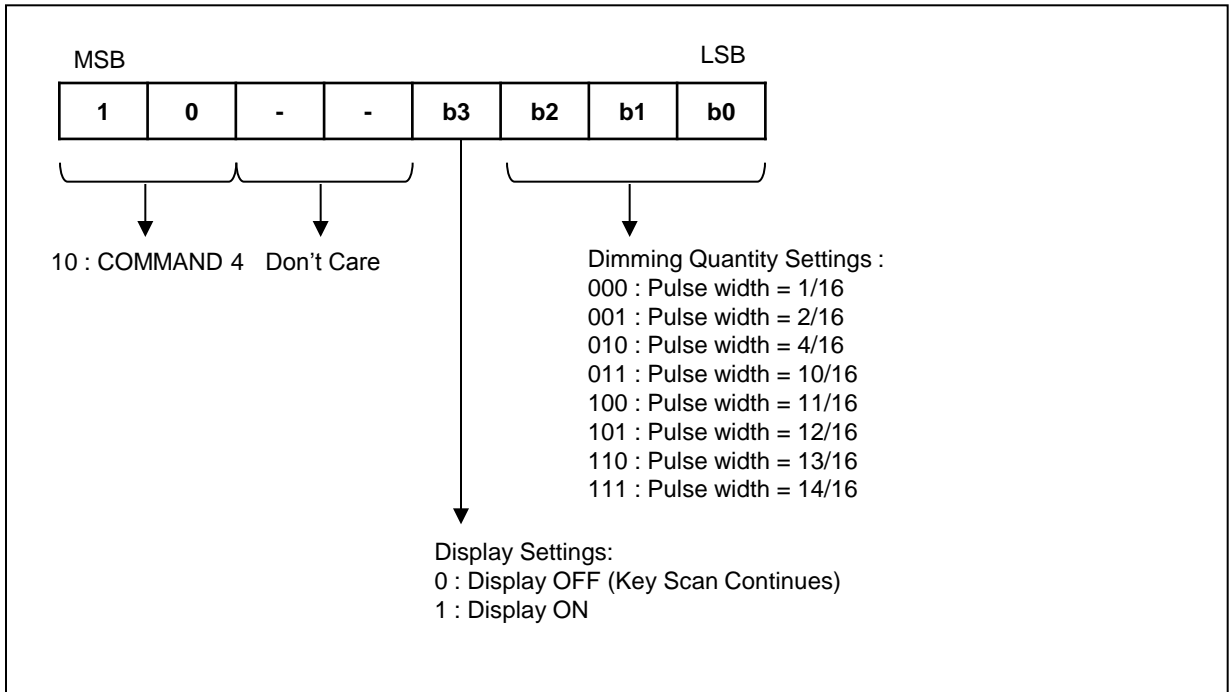 MSB LSB
1 0 - - b3 b2 b1 b0
10 : COMMAND 4 Don't Care
Dimming Quantity Settings :
000 : Pulse width = 1/16
001 : Pulse width = 2/16
010 : Pulse width = 4/16
011 : Pulse width = 10/16
100 : Pulse width = 11/16
101 : Pulse width = 12/16
110 : Pulse width = 13/16
111 : Pulse width = 14/16
Display Settings:
0 : Display OFF (Key Scan Continues)
1 : Display ON